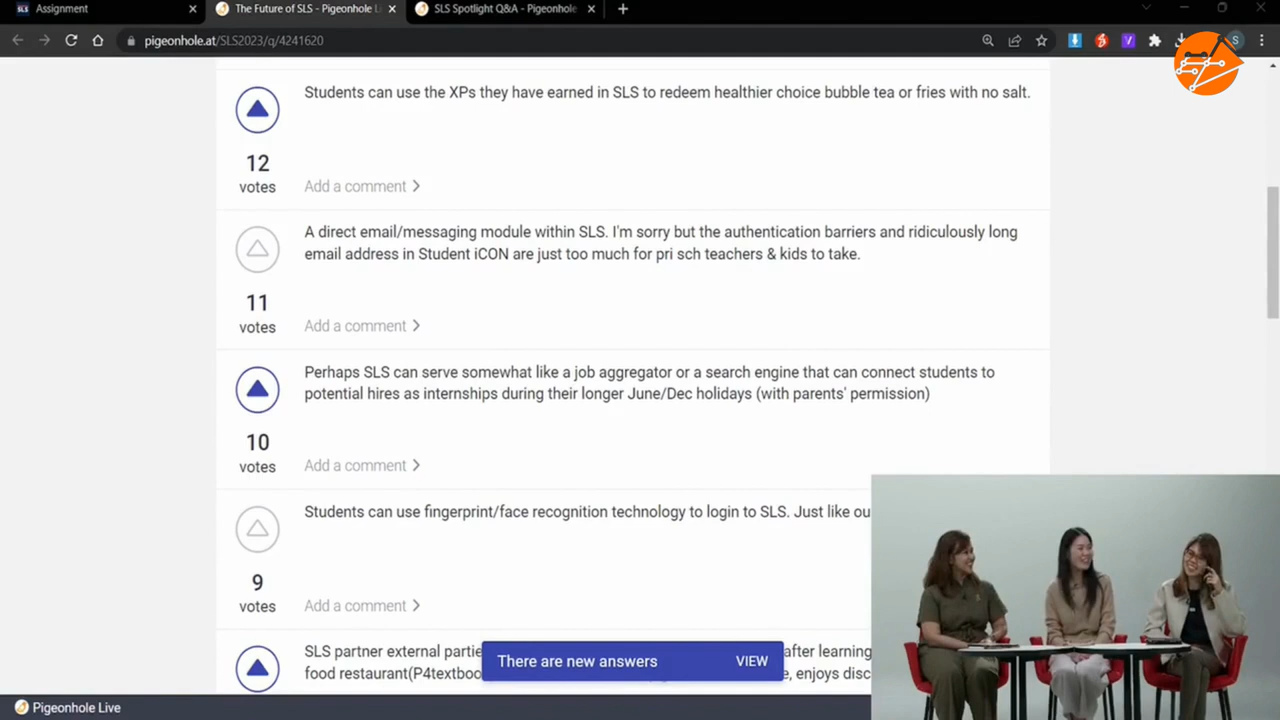 Assignment
The Future of SLS - Pigeonhole Li
SLS Spotlight Q&A - Pigeonhole
pigeonhole.at/SLS2023/q/4241620
Students can use the XPs they have earned in SLS to redeem healthier choice bubble tea or fries with no salt.
12
votes
Add a comment
A direct email/messaging module within SLS. I'm sorry but the authentication barriers and ridiculously long
email address in Student iCON are just too much for pri sch teachers & kids to take.
11
votes
Add a comment
Perhaps SLS can serve somewhat like a job aggregator or a search engine that can connect students to
potential hires as internships during their longer June/Dec holidays (with parents' permission)
10
votes
Add a comment
Students can use fingerprint/face recognition technology to login to SLS. Just like ou
9
votes
Add a comment
SLS partner external partie after learning
food restaurant(P4textboo e, enjoys disc
There are new answers VIEW
Pigeonhole Live